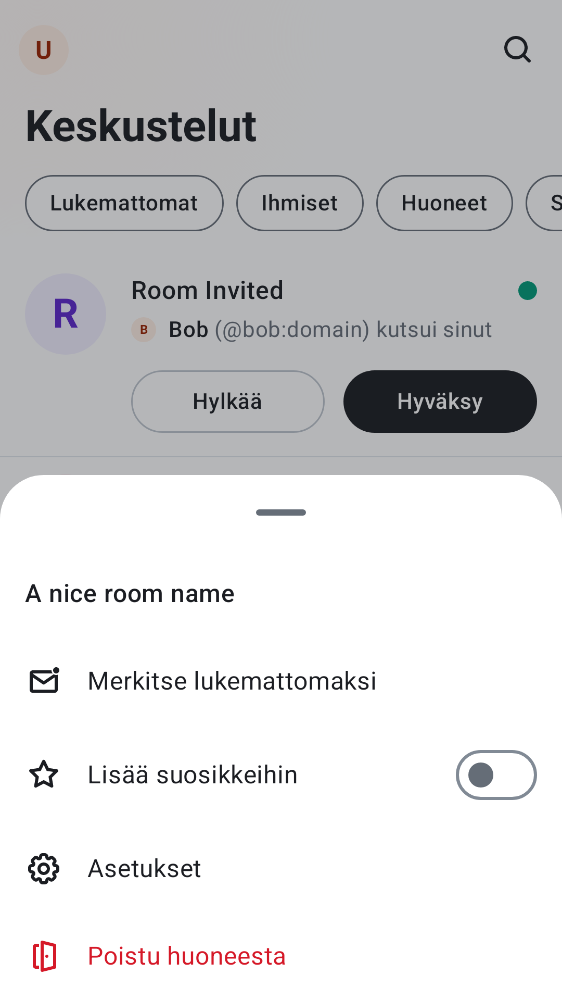 U
Keskustelut
Lukemattomat
Ihmiset
Huoneet
S
R
Room Invited
B
Bob (@bob:domain) kutsui sinut
Hylkää
Hyväksy
A nice room name
Merkitse lukemattomaksi
Lisää suosikkeihin
Asetukset
Poistu huoneesta